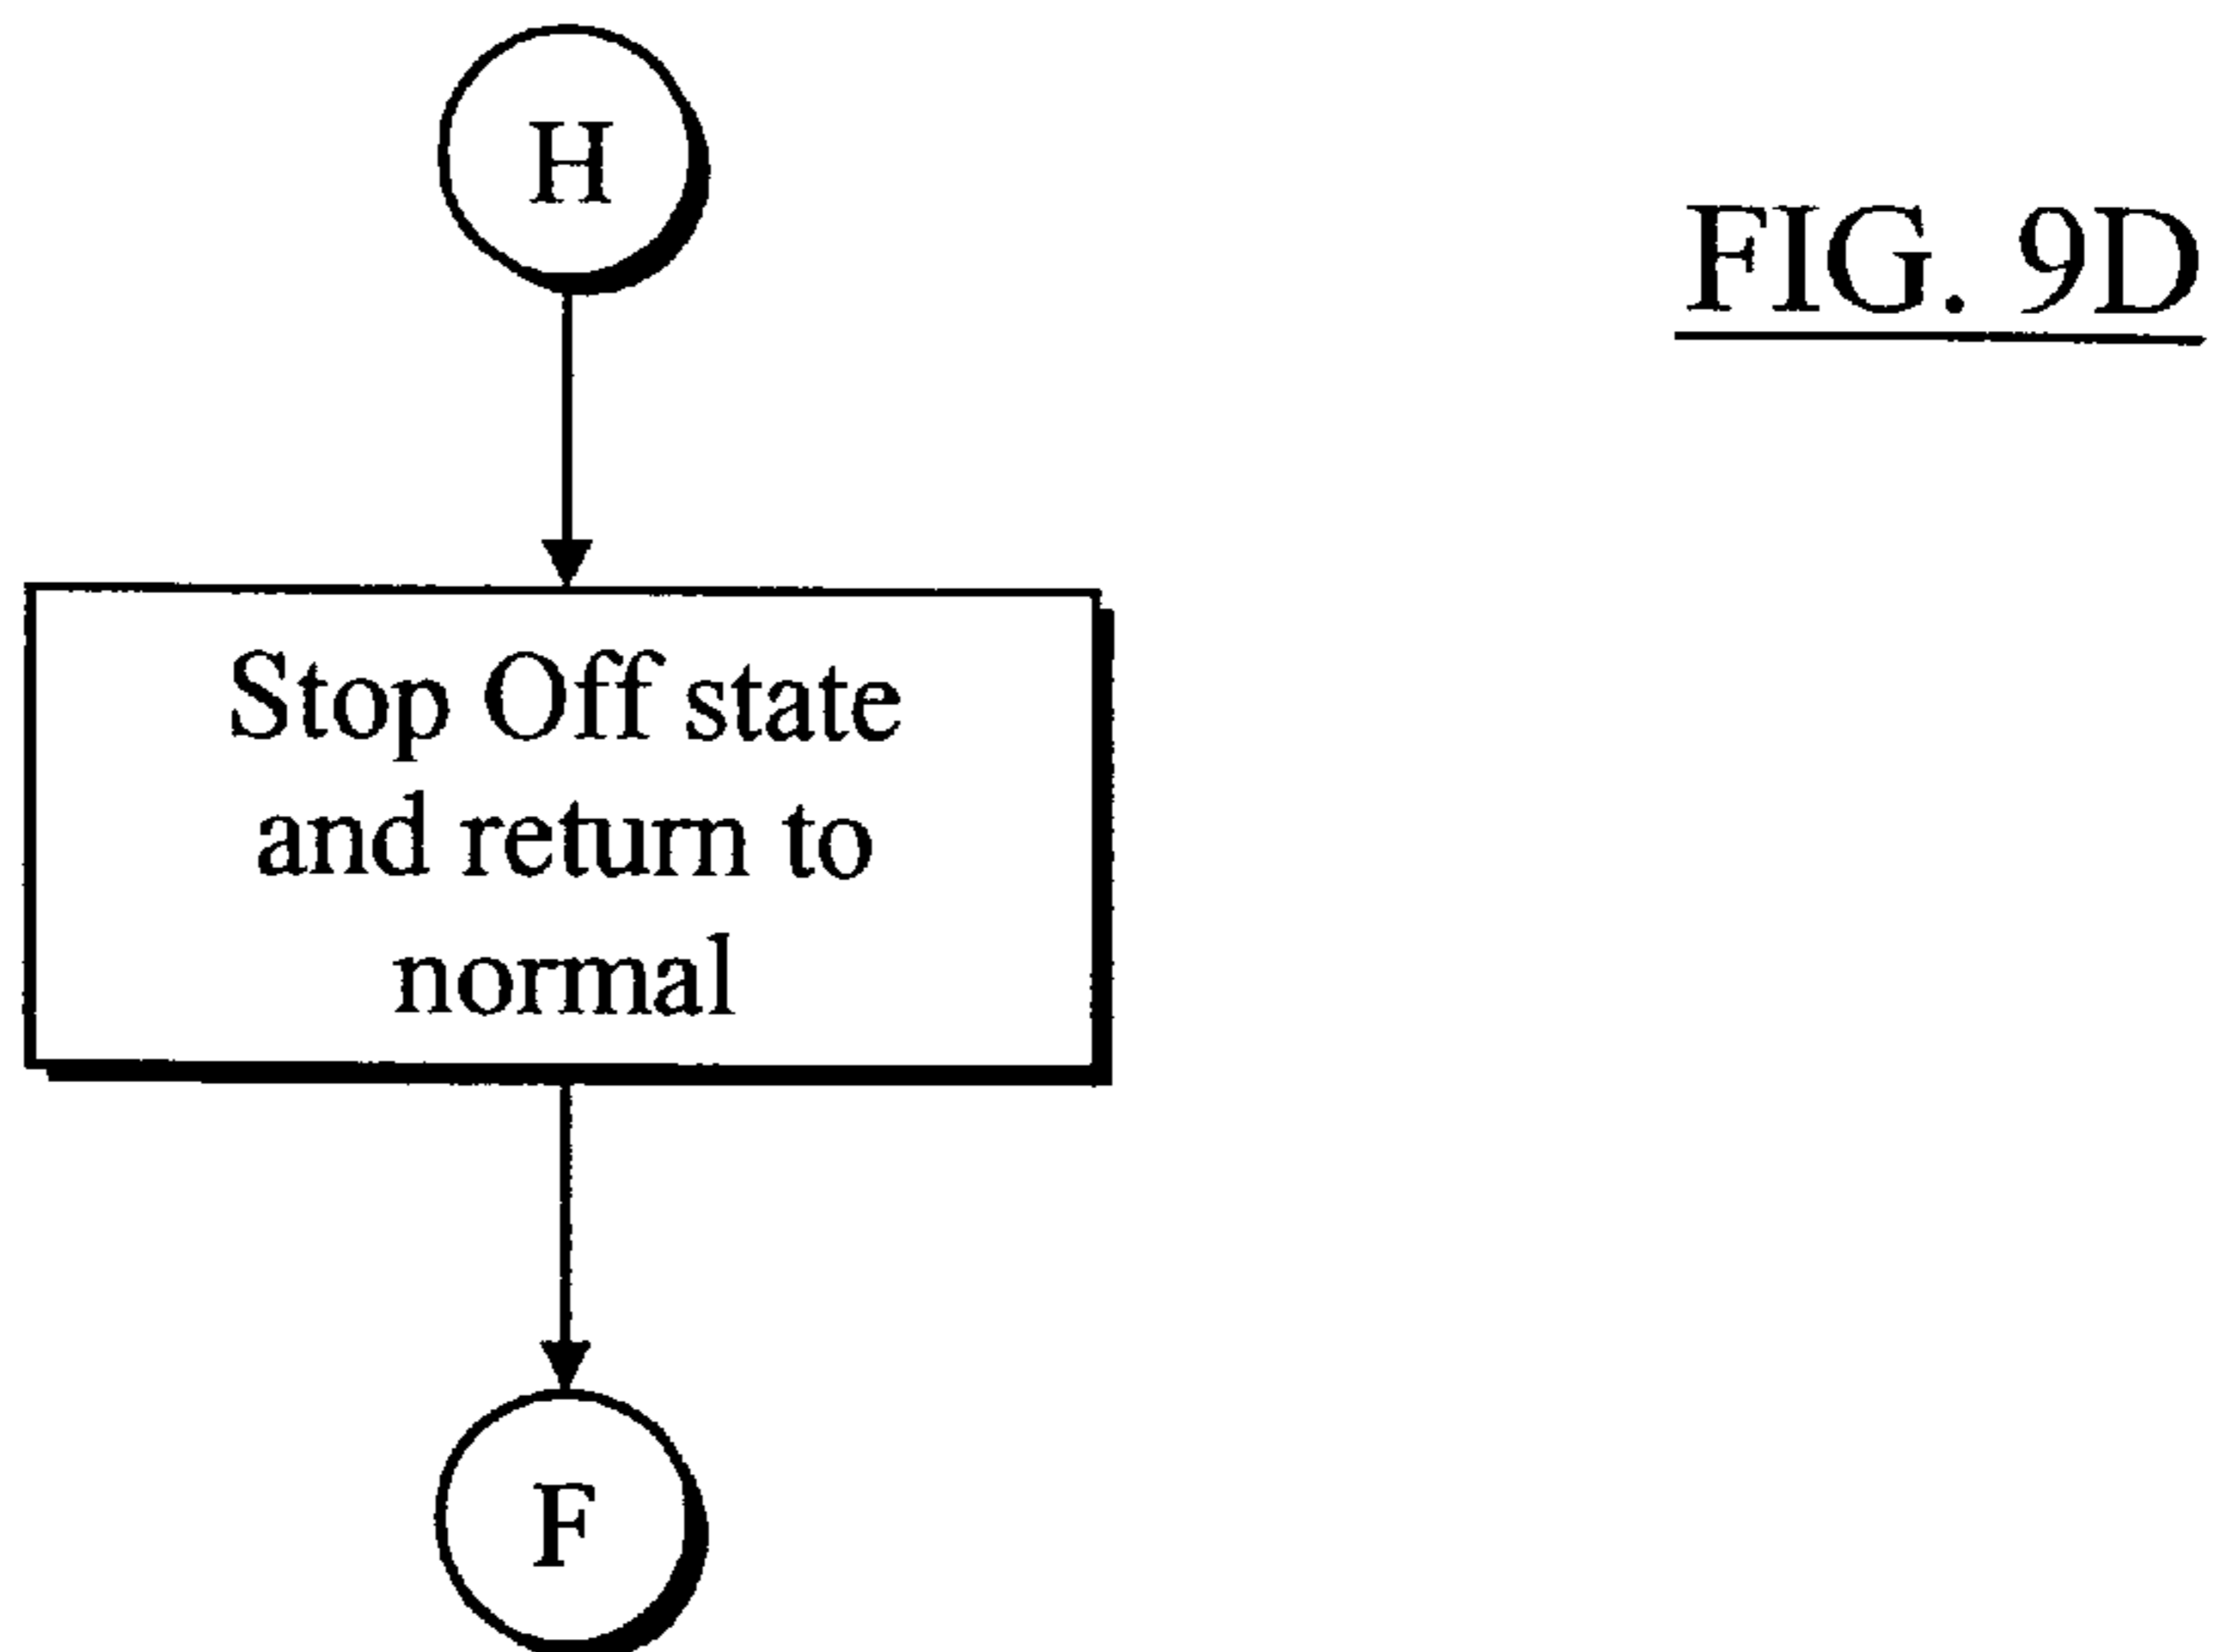 H
FIG. 9D
Stop Off state
and return to
normal
F